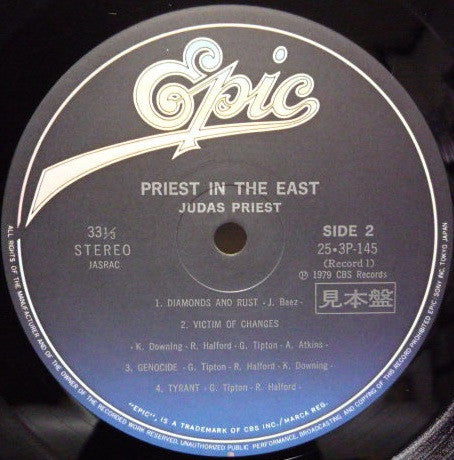 Epic
PRIEST IN THE EAST
JUDAS PRIEST
33⅓
STEREO
JASRAC
SIDE 2
25・3P-145
(Record 1)
Ⓟ 1979 CBS Records
見本盤
1. DIAMONDS AND RUST - J. Baez -
2. VICTIM OF CHANGES
- K. Downing - R. Halford - G. Tipton - A. Atkins -
3. GENOCIDE - G. Tipton - R. Halford - K. Downing -
4. TYRANT - G. Tipton - R. Halford -
"EPIC", IS A TRADEMARK OF CBS INC./MARCA REG.
ALL RIGHTS OF THE MANUFACTURER AND OF THE OWNER OF THE RECORDED WORK RESERVED, UNAUTHORIZED PUBLIC PERFORMANCE, BROADCASTING AND COPYING OF THIS RECORD PROHIBITED EPIC SONY INC. TOKYO JAPAN